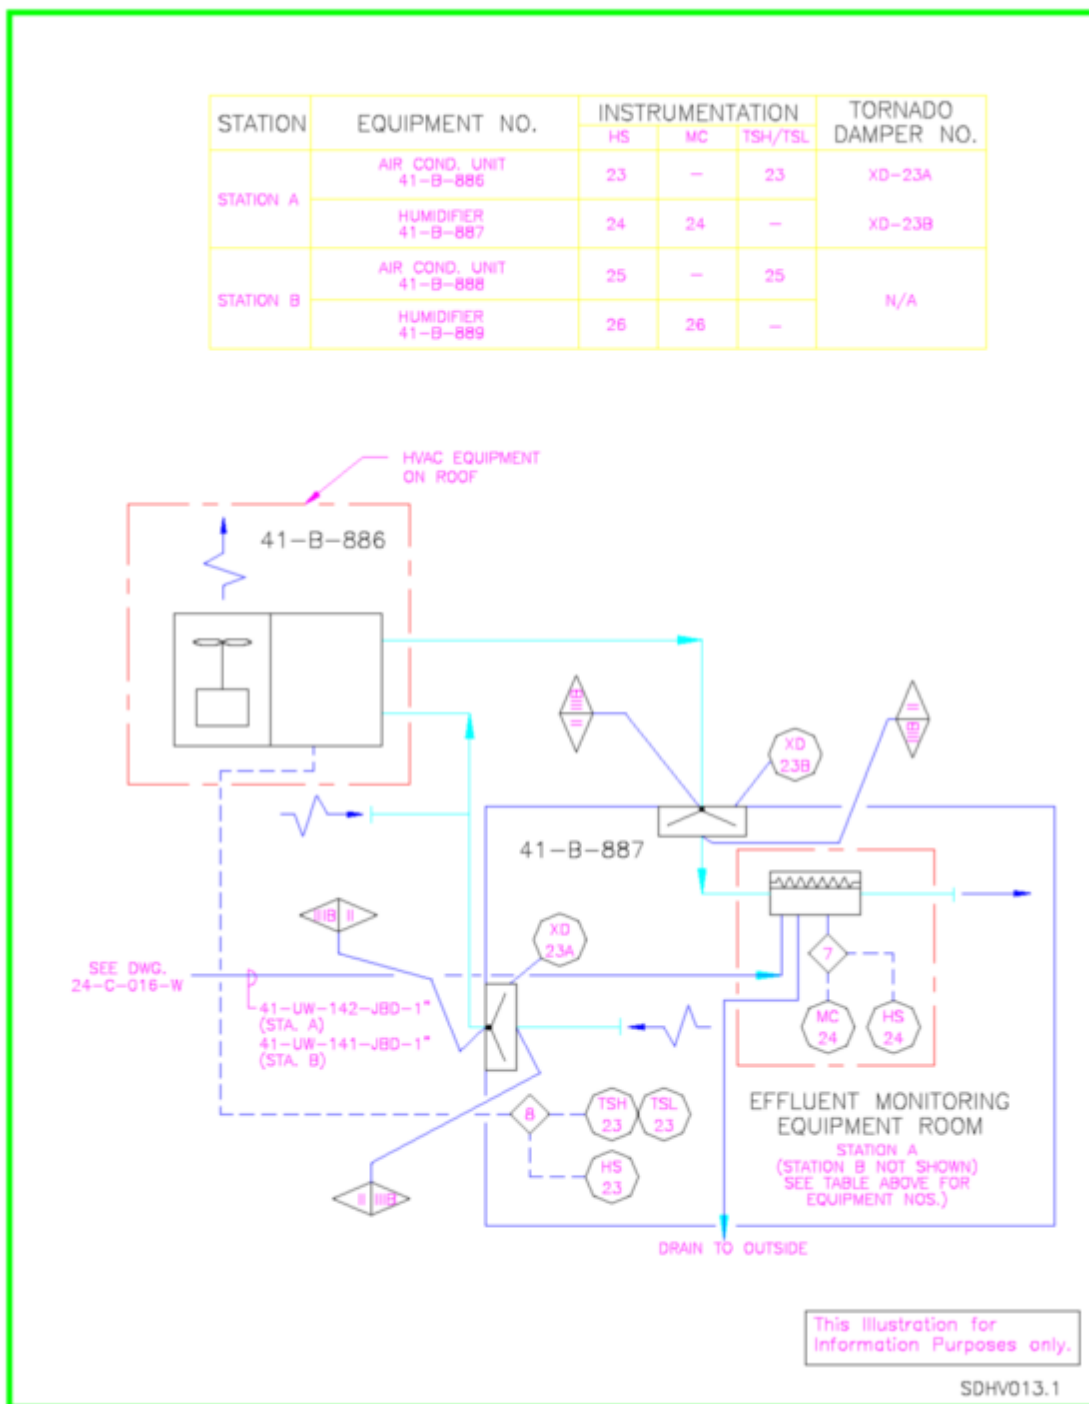 STATION EQUIPMENT NO. INSTRUMENTATION TORNADO
HS MC TSH/TSL DAMPER NO.
STATION A
AIR COND. UNIT
41-B-886
23 — 23 XD-23A
HUMIDIFIER
41-B-887
24 24 — XD-23B
STATION B
AIR COND. UNIT
41-B-888
25 — 25
N/A
HUMIDIFIER
41-B-889
26 26 —
HVAC EQUIPMENT
ON ROOF
41-B-886
IIIB
II
II
IIIB
XD
23B
41-B-887
IIIB II
XD
23A
7
SEE DWG.
24-C-016-W
41-UW-142-JBD-1"
(STA. A)
41-UW-141-JBD-1"
(STA. B)
MC
24
HS
24
8
TSH
23
TSL
23
HS
23
II IIIB
EFFLUENT MONITORING
EQUIPMENT ROOM
STATION A
(STATION B NOT SHOWN)
SEE TABLE ABOVE FOR
EQUIPMENT NOS.)
DRAIN TO OUTSIDE
This Illustration for
Information Purposes only.
SDHV013.1